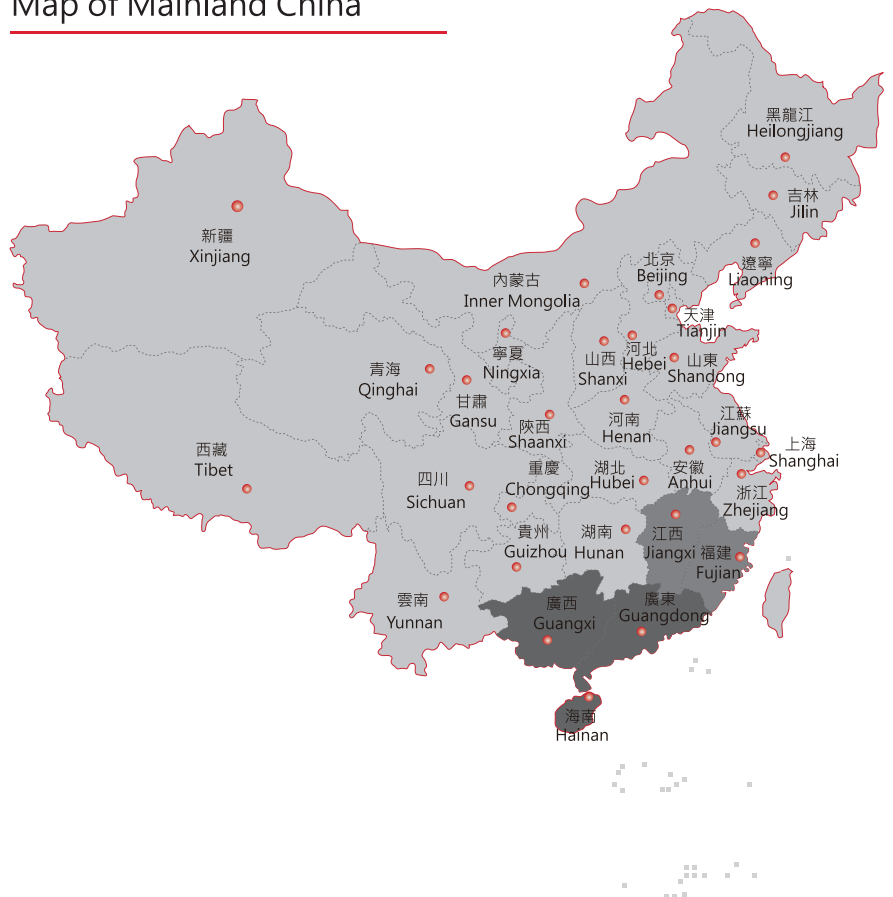 Map of Mainland China
黑龍江
Heilongjiang
吉林
Jilin
新疆
Xinjiang
北京
Beijing
遼寧
Liaoning
內蒙古
Inner Mongolia
天津
Tianjin
寧夏
Ningxia
山西
Shanxi
河北
Hebei
山東
Shandong
青海
Qinghai
甘肅
Gansu
陝西
Shaanxi
河南
Henan
江蘇
Jiangsu
上海
Shanghai
西藏
Tibet
四川
Sichuan
重慶
Chongqing
湖北
Hubei
安徽
Anhui
浙江
Zhejiang
貴州
Guizhou
湖南
Hunan
江西
Jiangxi
福建
Fujian
雲南
Yunnan
廣西
Guangxi
廣東
Guangdong
海南
Hainan